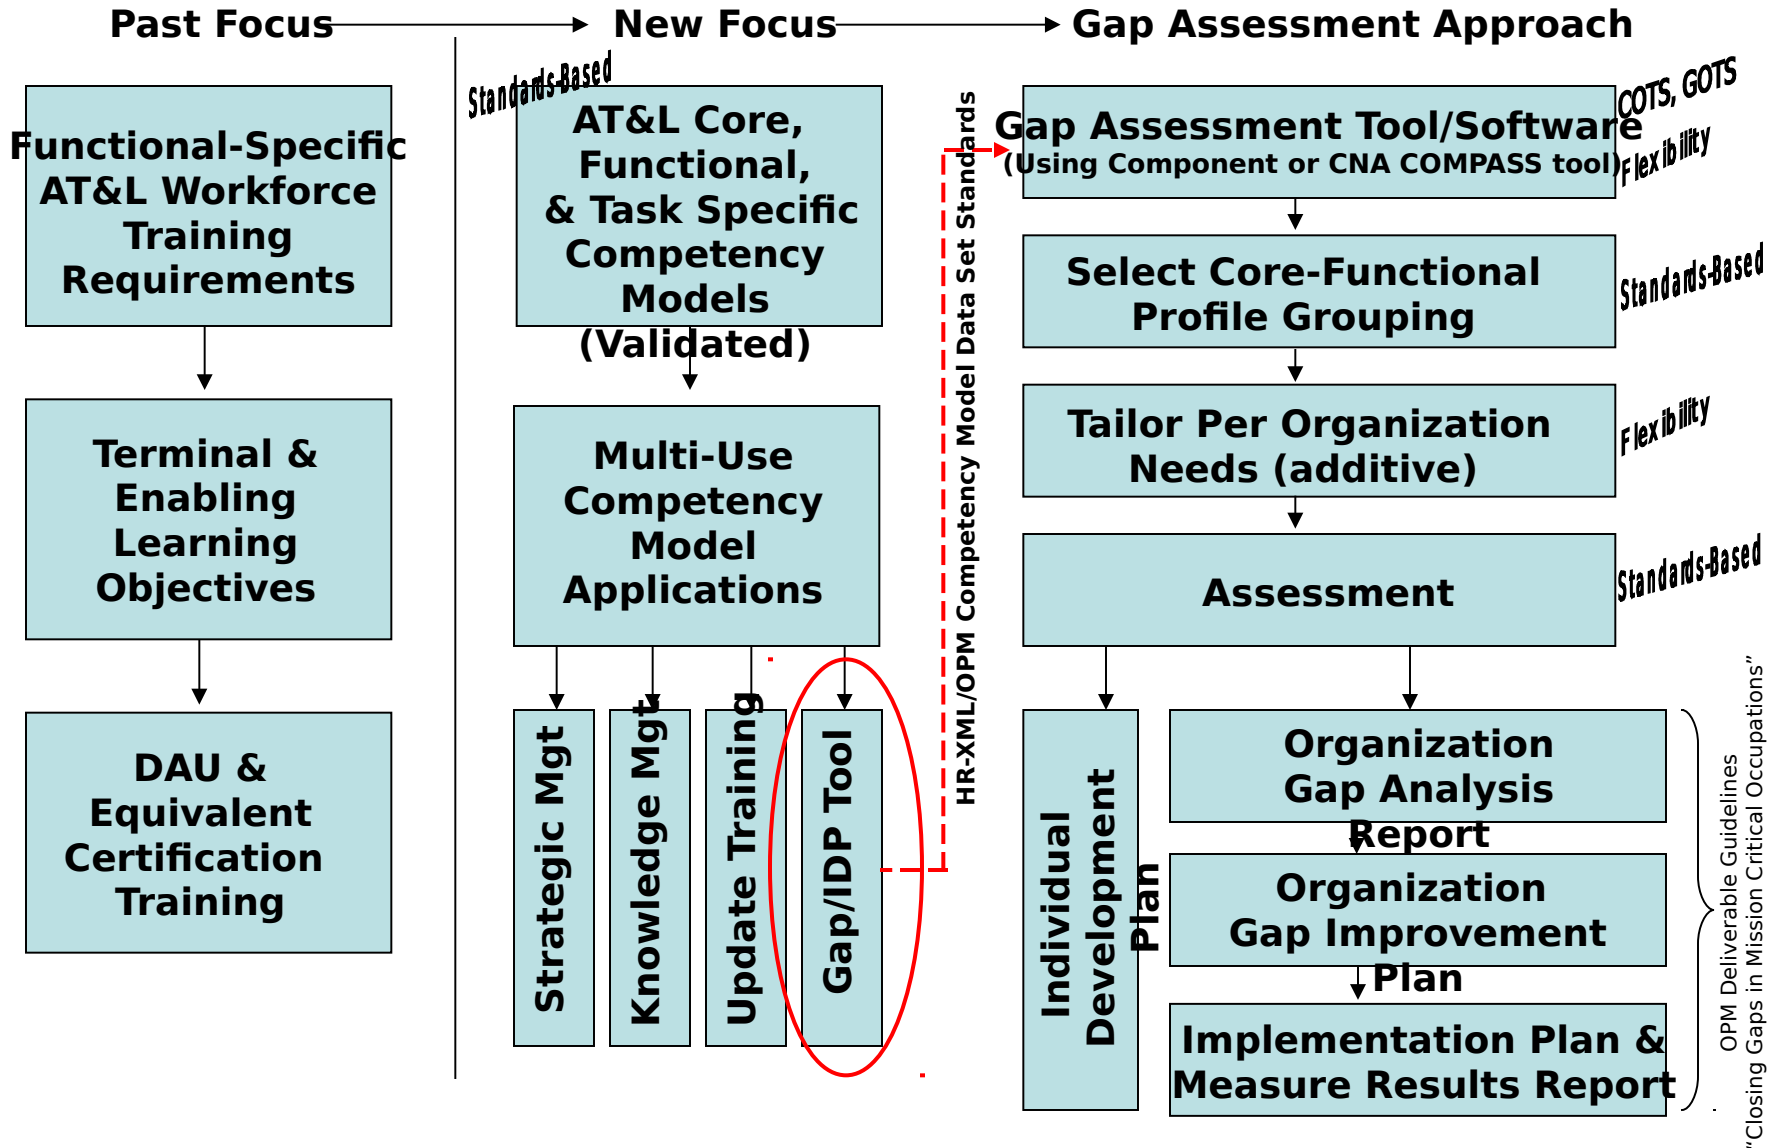 Past Focus
New Focus
Gap Assessment Approach
Functional-Specific
AT&L Workforce
Training
Requirements
Terminal &
Enabling
Learning
Objectives
DAU &
Equivalent
Certification
Training
Standards-Based
AT&L Core,
Functional,
& Task Specific
Competency
Models
(Validated)
Multi-Use
Competency
Model
Applications
Strategic Mgt
Knowledge Mgt
Update Training
Gap/IDP Tool
HR-XML/OPM Competency Model Data Set Standards
Gap Assessment Tool/Software
(Using Component or CNA COMPASS tool)
COTS, GOTS
Flexibility
Select Core-Functional
Profile Grouping
Standards-Based
Tailor Per Organization
Needs (additive)
Flexibility
Assessment
Standards-Based
Individual
Development
Plan
Organization
Gap Analysis
Report
Organization
Gap Improvement
Plan
Implementation Plan &
Measure Results Report
OPM Deliverable Guidelines
“Closing Gaps in Mission Critical Occupations”